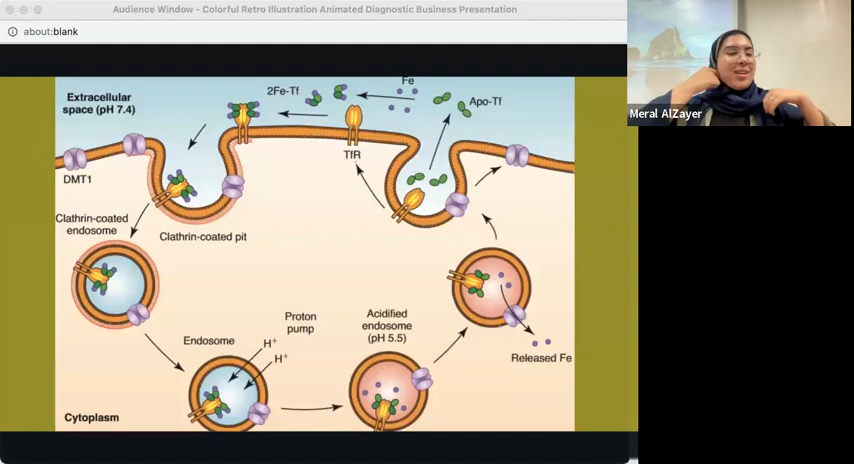 Audience Window - Colorful Retro Illustration Animated Diagnostic Business Presentation
about:blank
Meral AlZayer
Extracellular
space (pH 7.4)
2Fe-Tf
Fe
Apo-Tf
TfR
DMT1
Clathrin-coated
endosome
Clathrin-coated pit
Endosome
Proton
pump
H+
H+
Acidified
endosome
(pH 5.5)
Released Fe
Cytoplasm